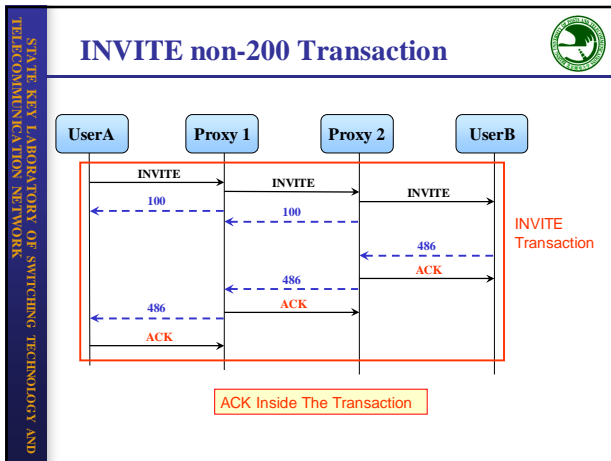 INVITE non-200 Transaction
STATE KEY LABORATORY OF SWITCHING TECHNOLOGY AND
TELECOMMUNICATION NETWORK
UserA
Proxy 1
Proxy 2
UserB
INVITE
INVITE
INVITE
100
100
486
ACK
486
ACK
486
ACK
INVITE
Transaction
ACK Inside The Transaction